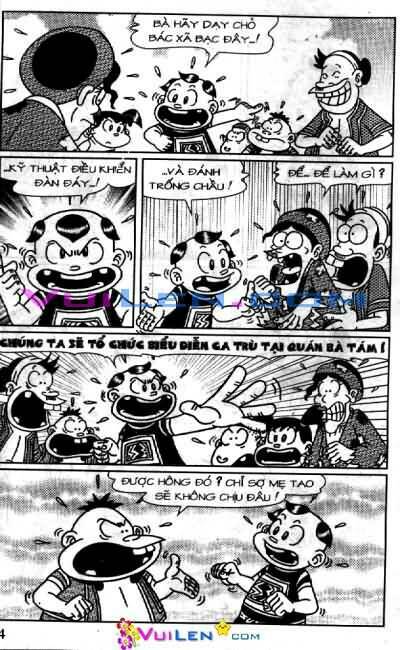 BÀ HÃY DẠY CHO
BÁC XÃ BẠC ĐÂY...!
KỸ THUẬT ĐIỀU KHIỂN
ĐÀN ĐÁY...!
...VÀ ĐÁNH
TRỐNG CHẦU!
ĐỂ... ĐỂ LÀM GÌ?
VUILEN.COM
CHÚNG TA SẼ TỔ CHỨC BIỂU DIỄN CA TRÙ TẠI QUÁN BÀ TÁM!
ĐƯỢC HÔNG ĐÓ? CHỈ SỢ MẸ TAO
SẼ KHÔNG CHỊU ĐÂU!
4
VUILEN.COM